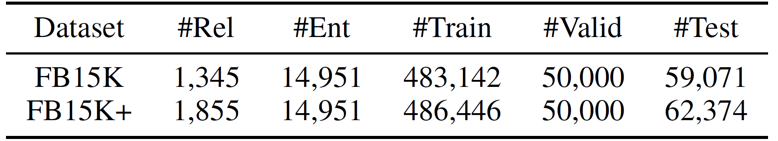 Dataset #Rel #Ent #Train #Valid #Test
FB15K 1,345 14,951 483,142 50,000 59,071
FB15K+ 1,855 14,951 486,446 50,000 62,374